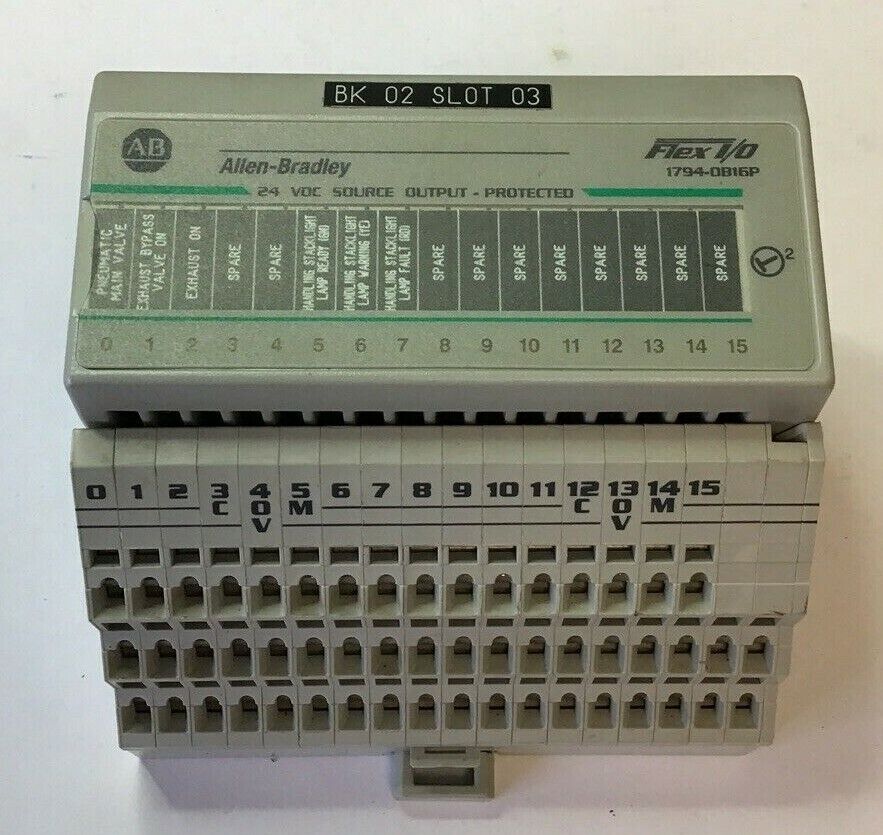 BK 02 SLOT 03
AB
Allen-Bradley
Flex I/O
1794-OB16P
24 VDC SOURCE OUTPUT - PROTECTED
PNEUMATIC
MAIN VALVE
EXHAUST BYPASS
VALVE ON
EXHAUST ON
SPARE
SPARE
HANDLING STACKLIGHT
LAMP READY (GN)
HANDLING STACKLIGHT
LAMP WARNING (YE)
HANDLING STACKLIGHT
LAMP FAULT (RD)
SPARE
SPARE
SPARE
SPARE
SPARE
SPARE
SPARE
SPARE
2
0 1 2 3 4 5 6 7 8 9 10 11 12 13 14 15
0 1 2 3 4 5 6 7 8 9 10 11 12 13 14 15
C 0 M C 0 M
V V